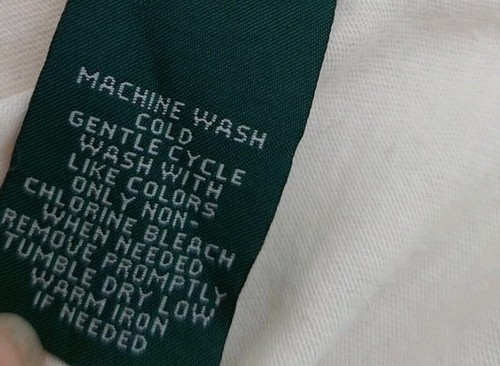 MACHINE WASH
COLD
GENTLE CYCLE
WASH WITH
LIKE COLORS
ONLY NON-
CHLORINE BLEACH
WHEN NEEDED
REMOVE PROMPTLY
TUMBLE DRY LOW
WARM IRON
IF NEEDED